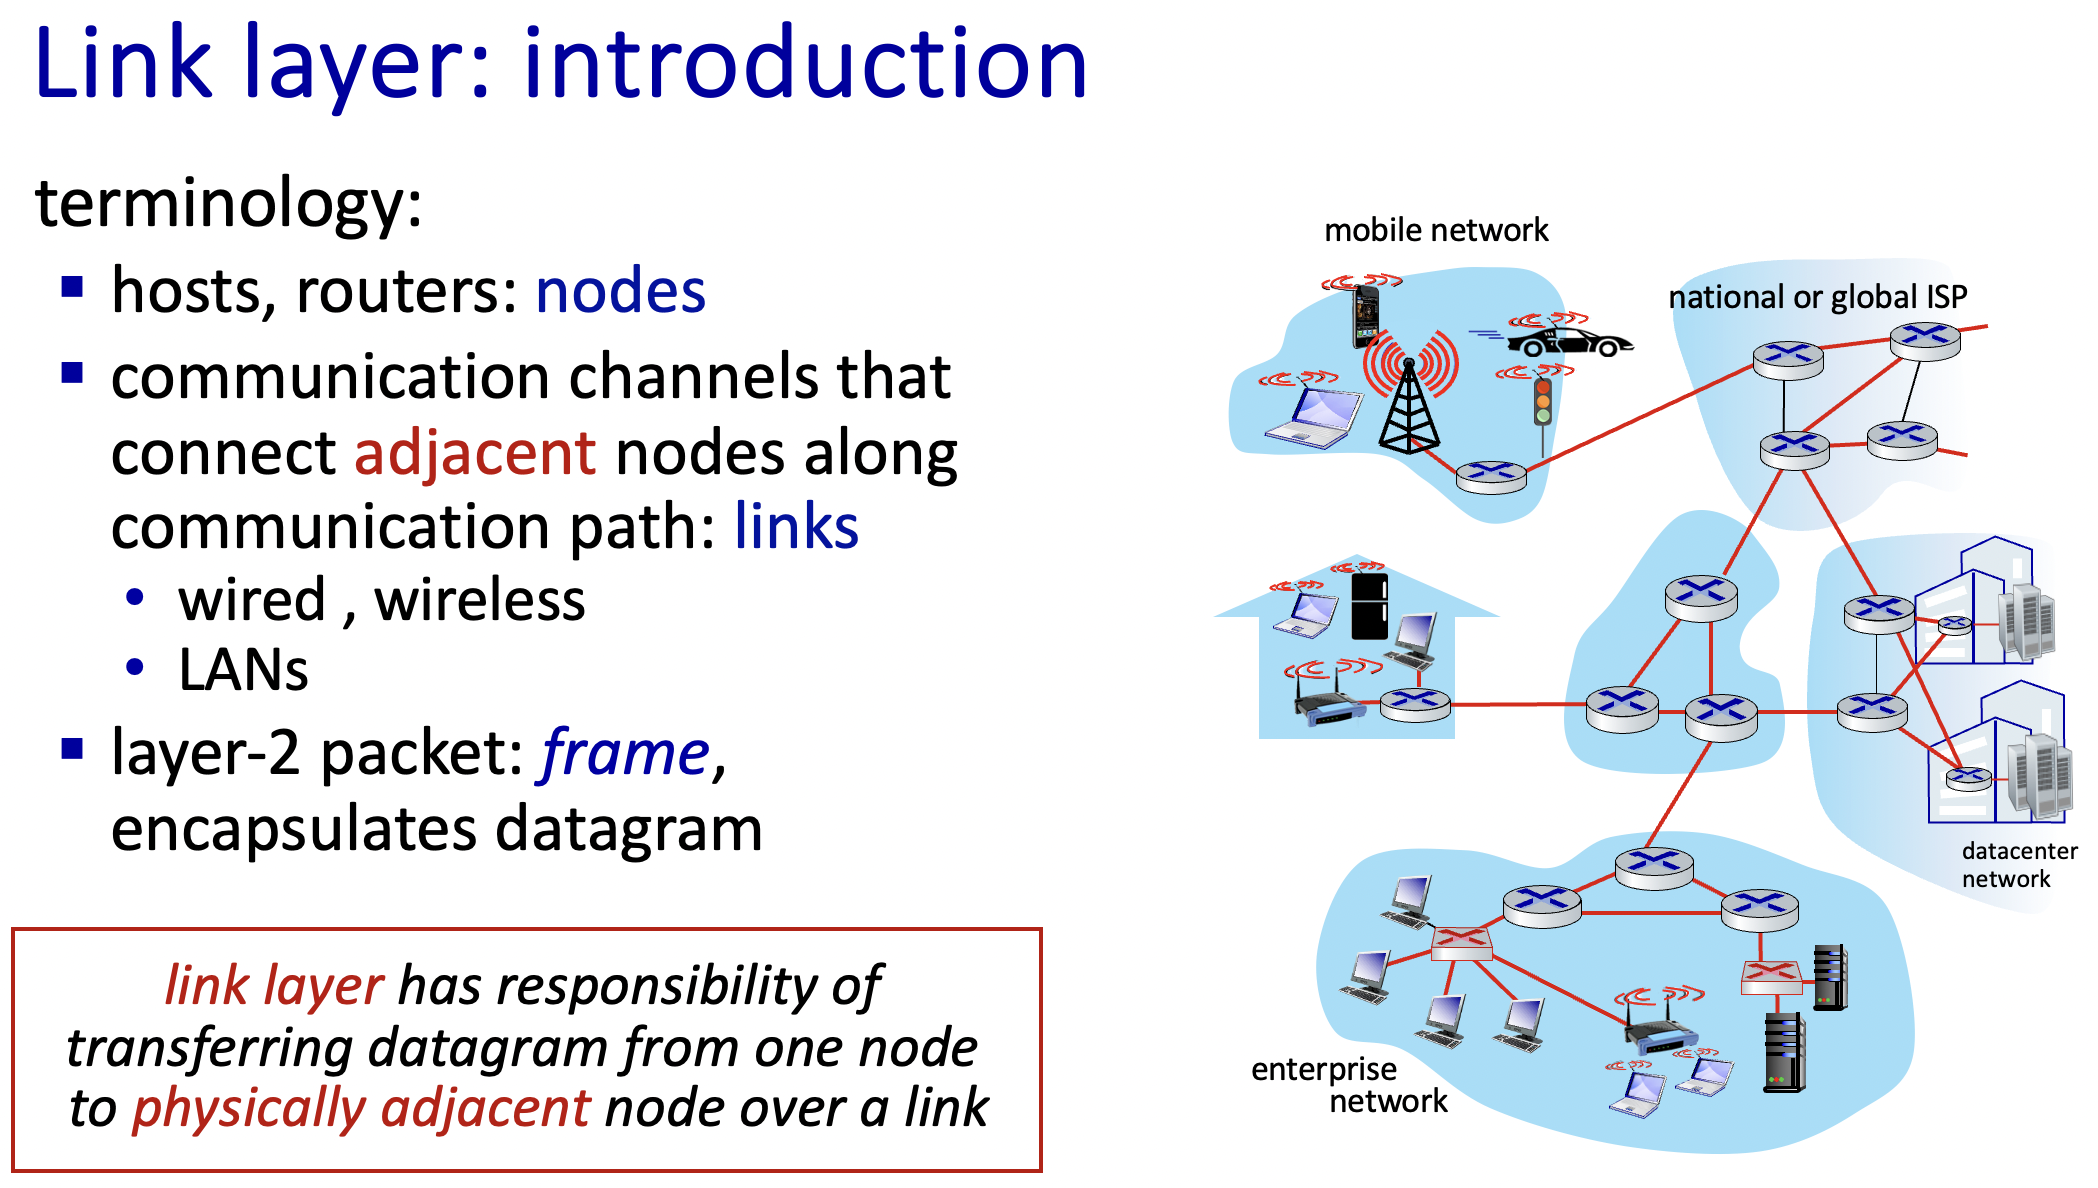 Link layer: introduction
terminology:
hosts, routers: nodes
communication channels that
connect adjacent nodes along
communication path: links
wired , wireless
LANs
layer-2 packet: frame,
encapsulates datagram
link layer has responsibility of
transferring datagram from one node
to physically adjacent node over a link
mobile network
national or global ISP
datacenter
network
enterprise
network